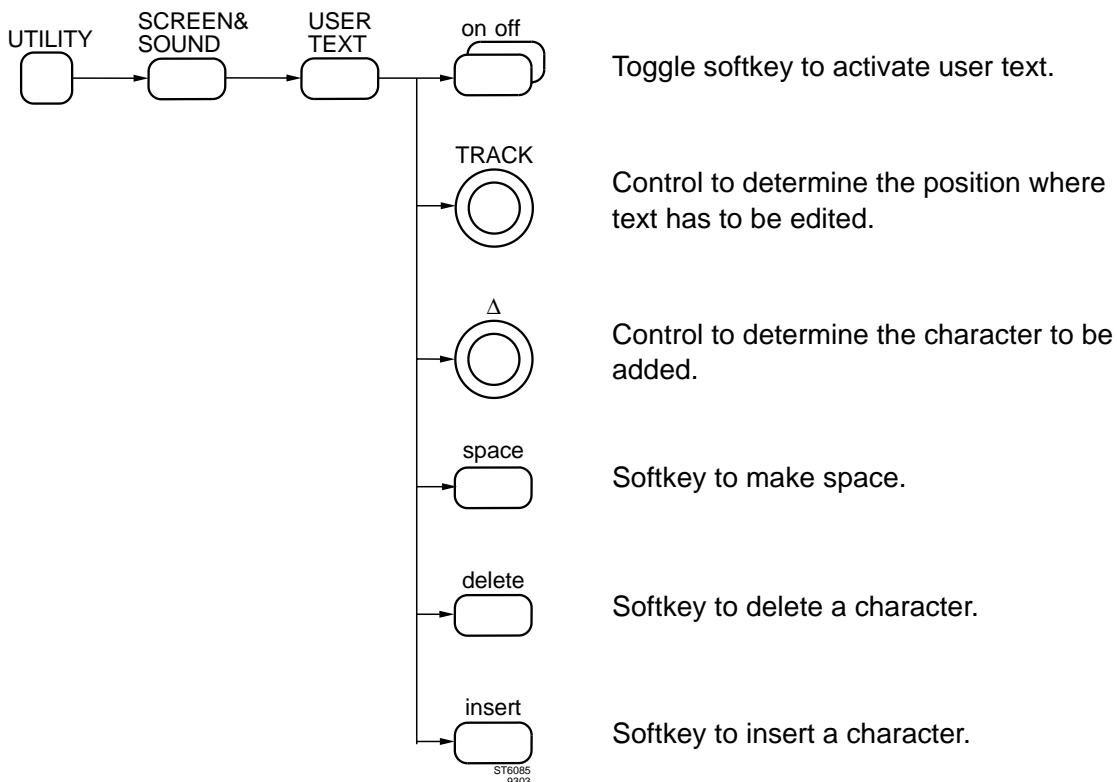 UTILITY
SCREEN&
SOUND
USER
TEXT
on off
Toggle softkey to activate user text.
TRACK
Control to determine the position where
text has to be edited.
Δ
Control to determine the character to be
added.
space
Softkey to make space.
delete
Softkey to delete a character.
insert
Softkey to insert a character.
ST6085
9303